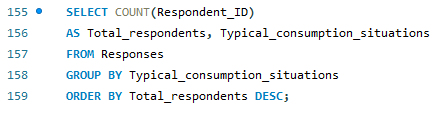 155 SELECT COUNT(Respondent_ID)
156 AS Total_respondents, Typical_consumption_situations
157 FROM Responses
158 GROUP BY Typical_consumption_situations
159 ORDER BY Total_respondents DESC;